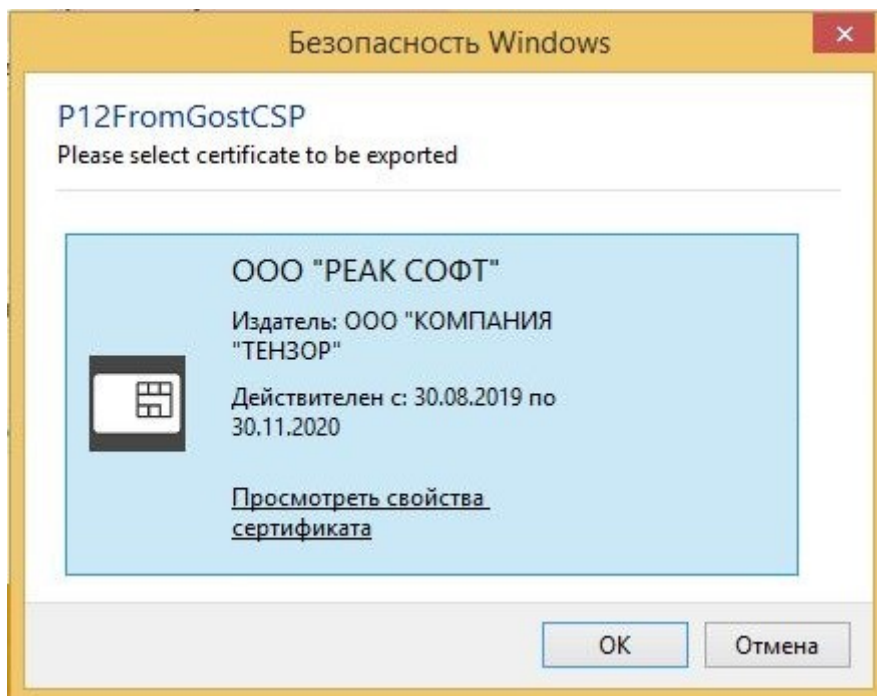 Безопасность Windows
P12FromGostCSP
Please select certificate to be exported
ООО "РЕАК СОФТ"
Издатель: ООО "КОМПАНИЯ
"ТЕНЗОР"
Действителен с: 30.08.2019 по
30.11.2020
Просмотреть свойства
сертификата
OK
Отмена